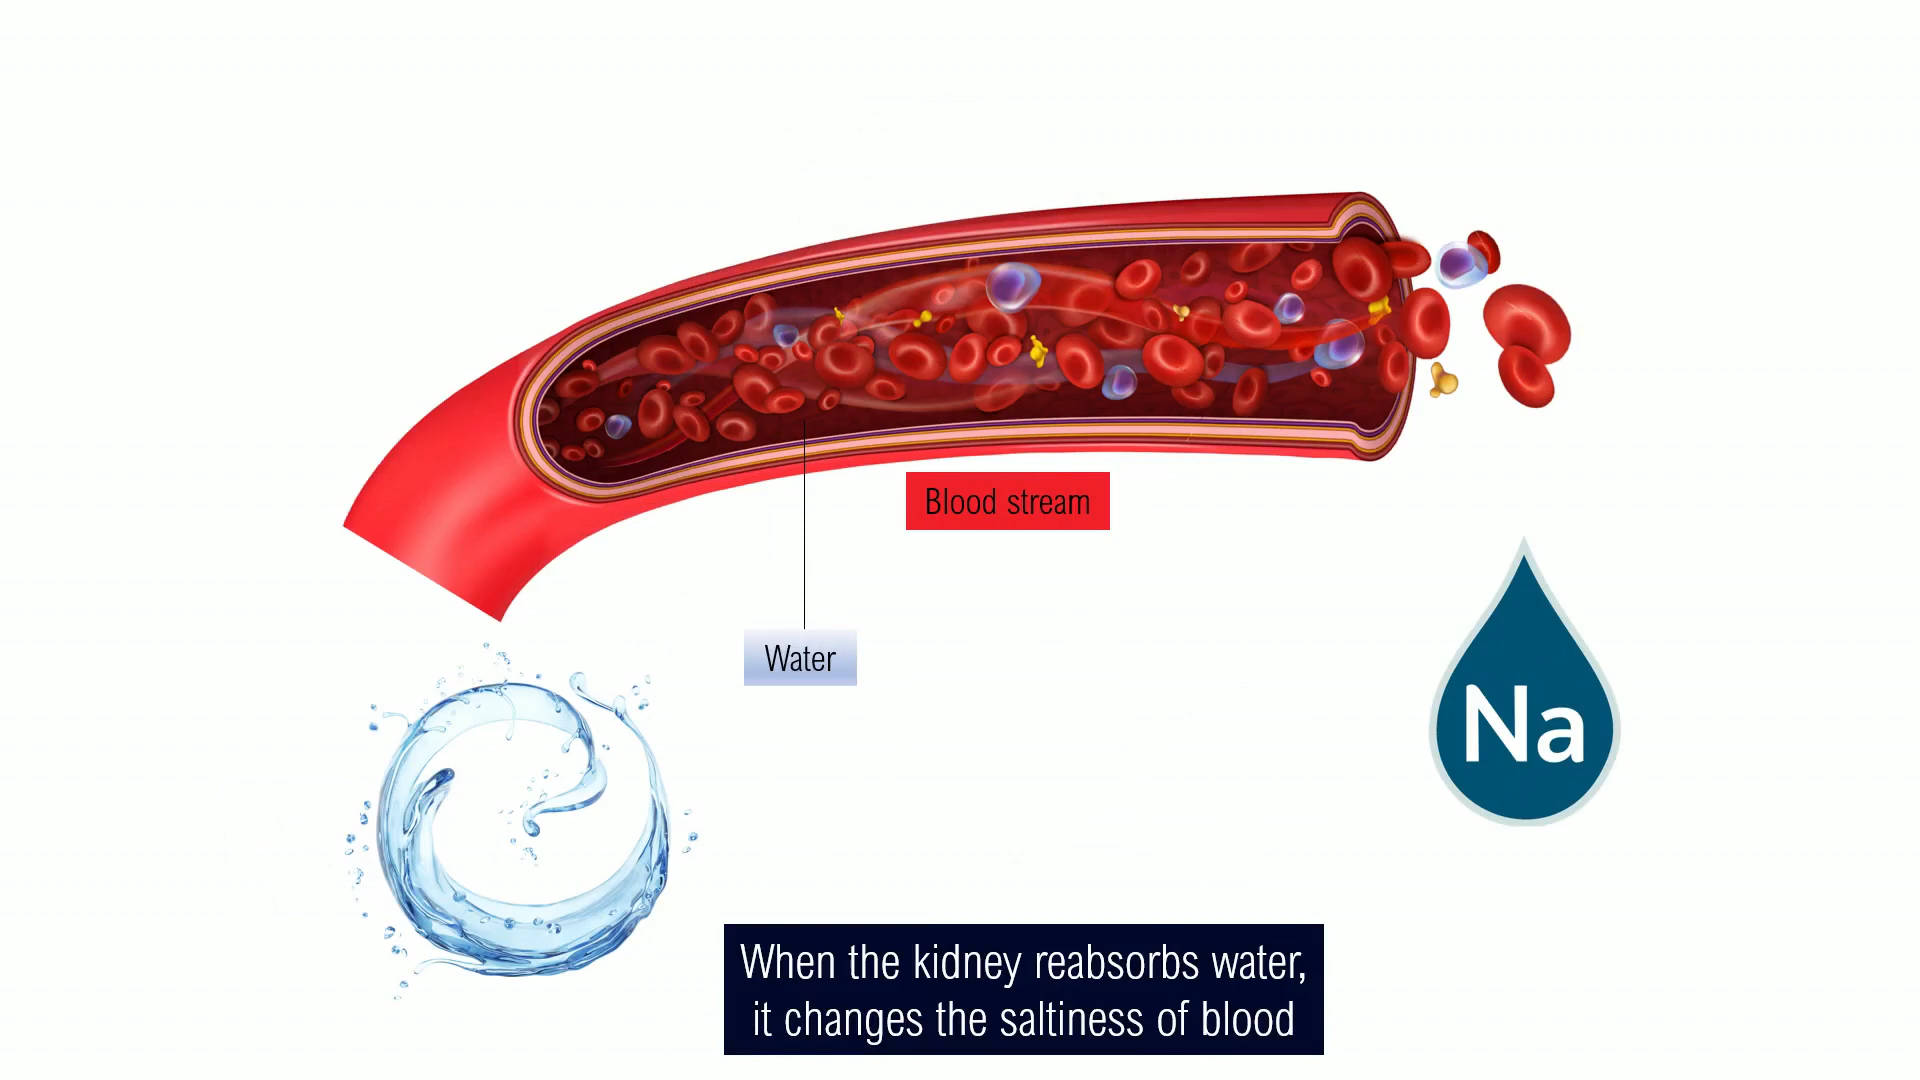 Blood stream
Water
Na
When the kidney reabsorbs water,
it changes the saltiness of blood